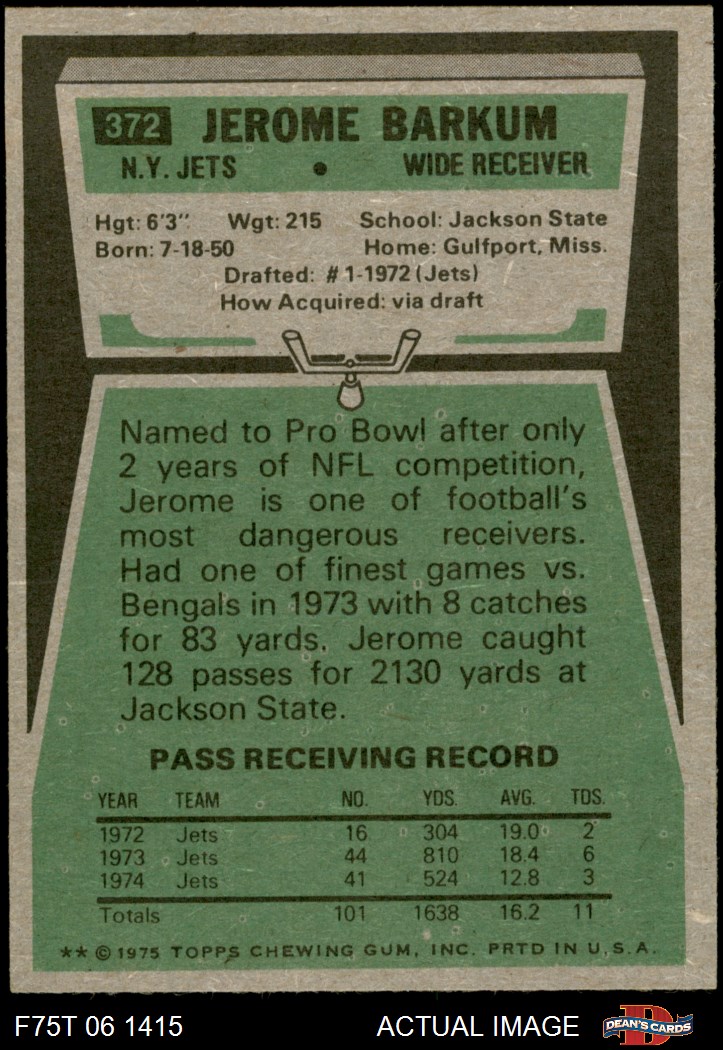 372 JEROME BARKUM
N.Y. JETS • WIDE RECEIVER
Hgt: 6'3" Wgt: 215 School: Jackson State
Born: 7-18-50 Home: Gulfport, Miss.
Drafted: #1-1972 (Jets)
How Acquired: via draft
Named to Pro Bowl after only
2 years of NFL competition,
Jerome is one of football's
most dangerous receivers.
Had one of finest games vs.
Bengals in 1973 with 8 catches
for 83 yards. Jerome caught
128 passes for 2130 yards at
Jackson State.
PASS RECEIVING RECORD
YEAR TEAM NO. YDS. AVG. TDS.
1972 Jets 16 304 19.0 2
1973 Jets 44 810 18.4 6
1974 Jets 41 524 12.8 3
Totals 101 1638 16.2 11
** © 1975 TOPPS CHEWING GUM, INC. PRTD IN U.S.A.
F75T 06 1415 ACTUAL IMAGE D DEAN'S CARDS